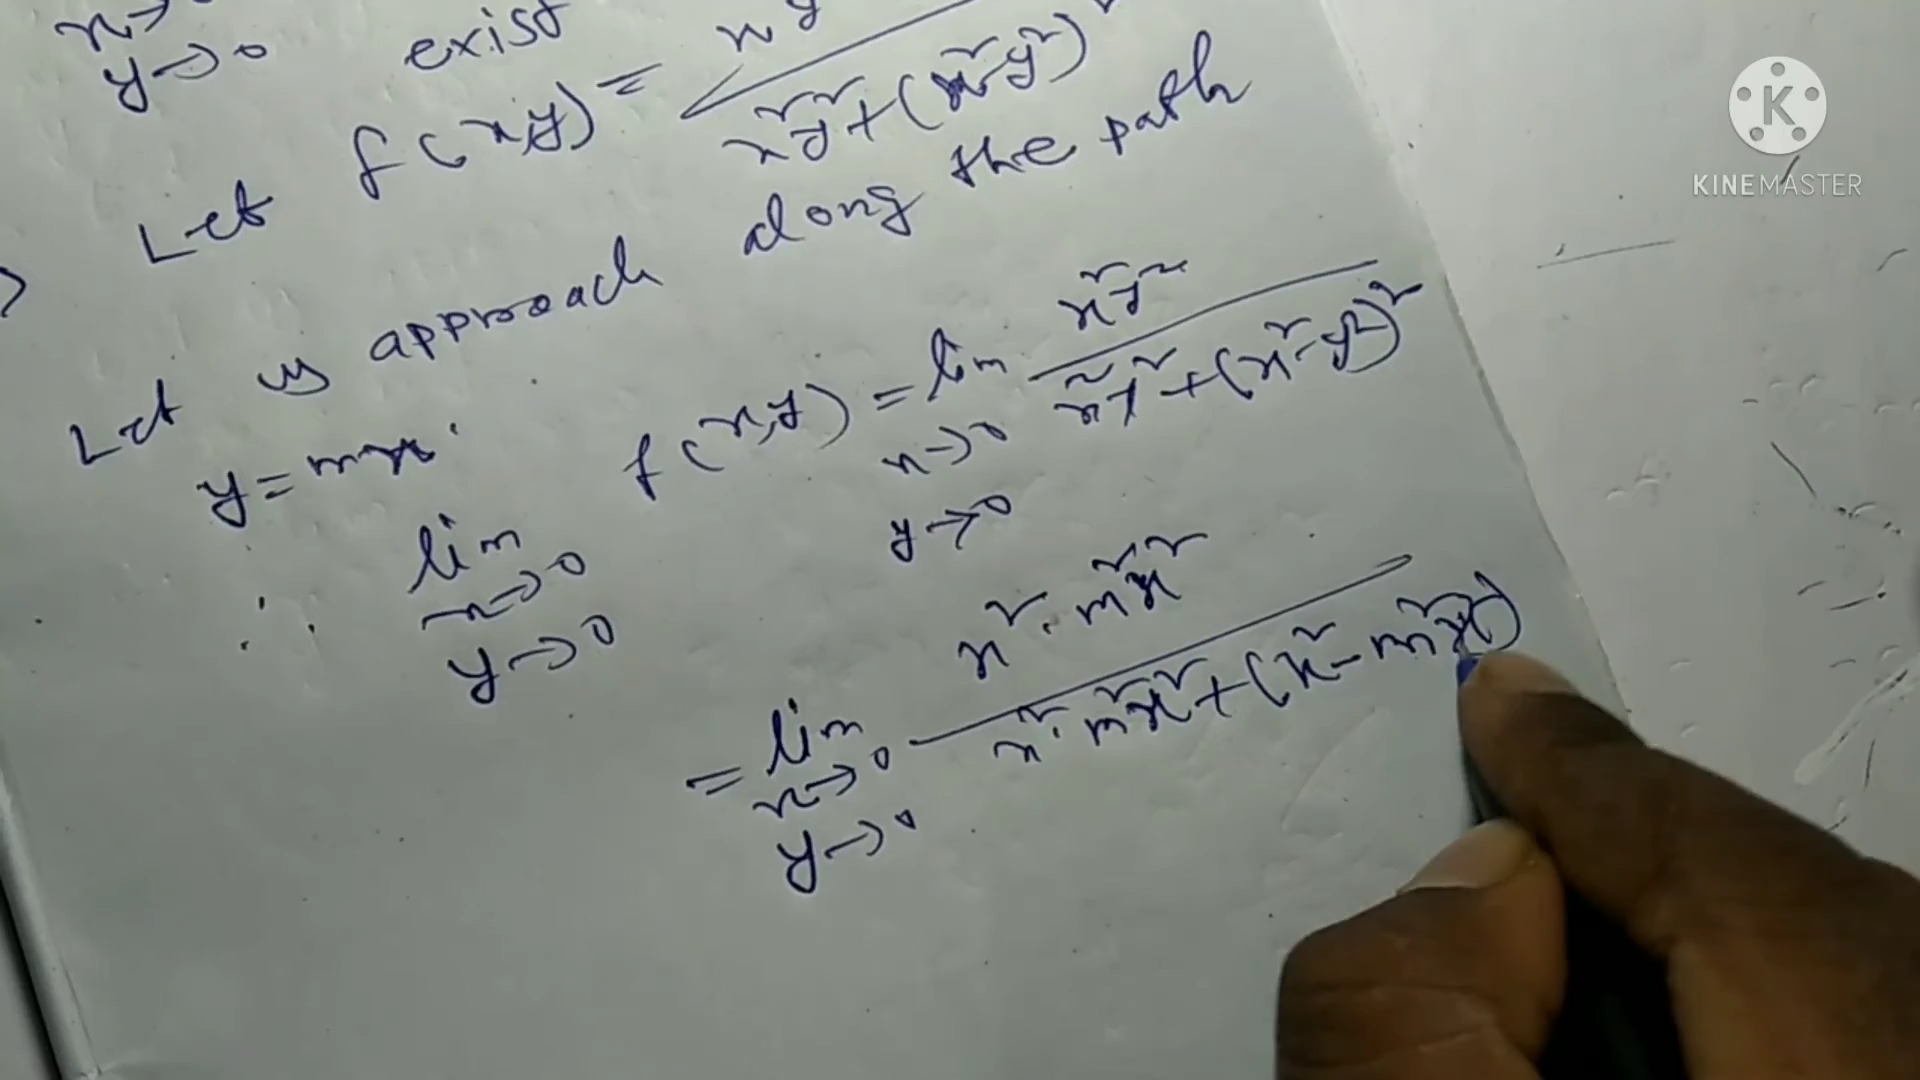 x→
y→0 exist
Let f(x,y) = x y / x²y²+(x²-y²)²
Let us approach along the path
y = mx.
∴ lim x→0 y→0 f(x,y) = lim x→0 y→0 x²y² / x²y²+(x²-y²)²
= lim x→0 y→0 x².m²x² / x².m²x²+(x²-m²x²)
K
KINEMASTER